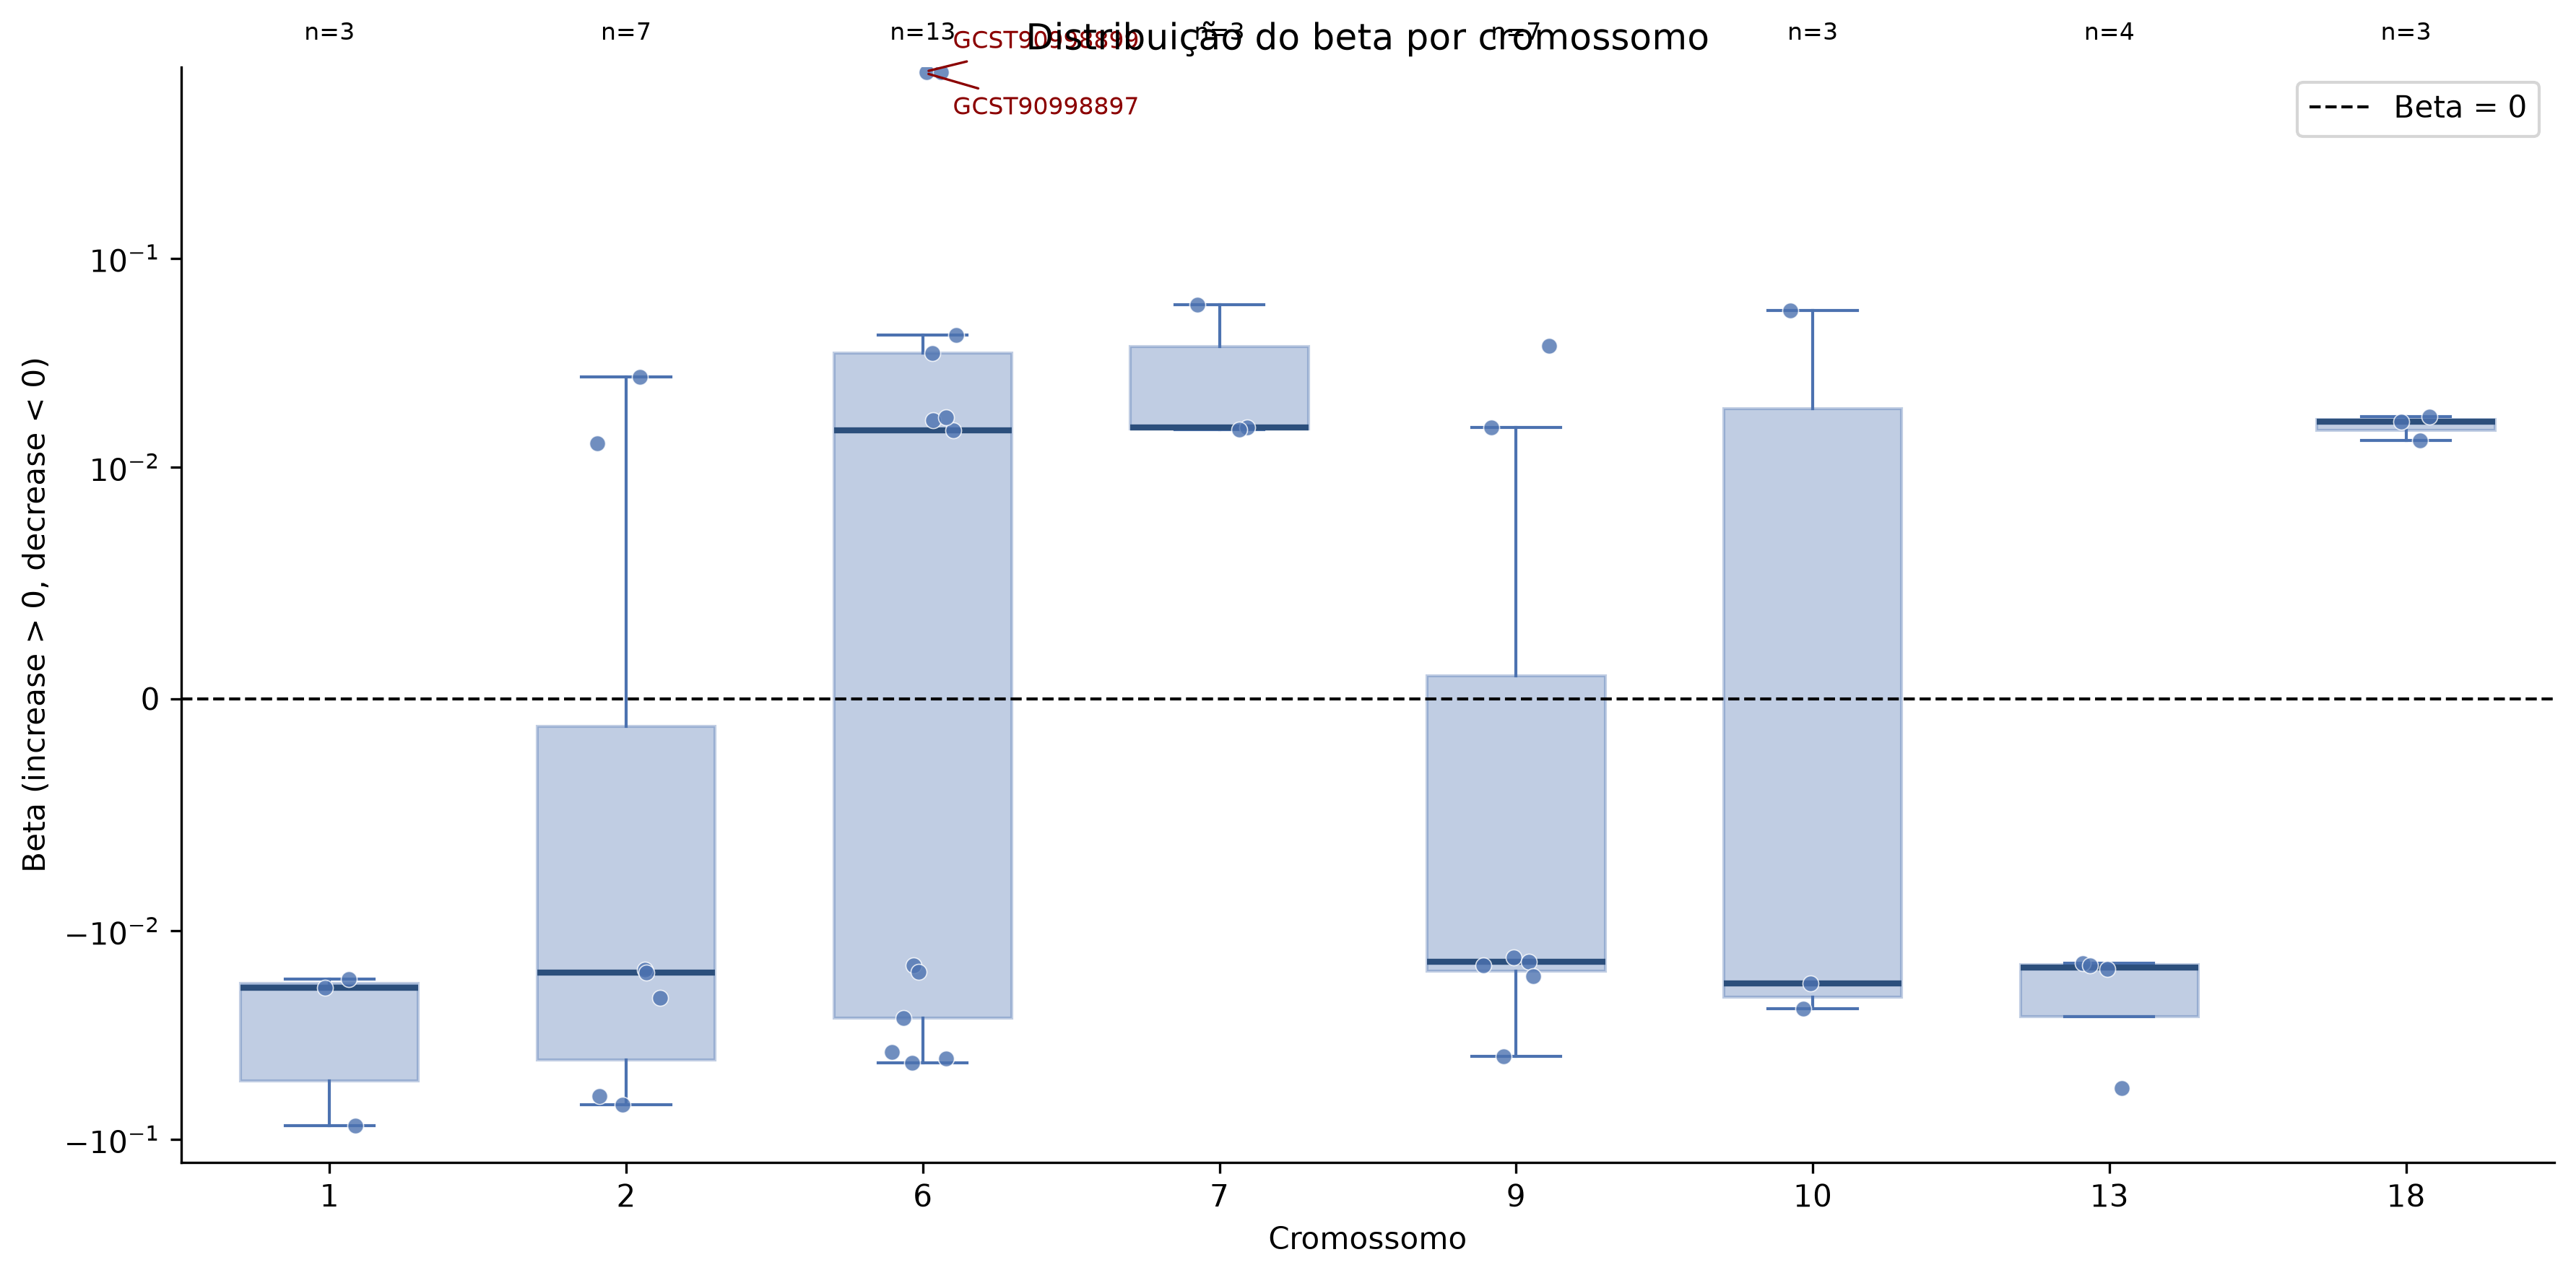 Distribuição do beta por cromossomo
n=3
n=7
n=13
n=3
n=7
n=3
n=4
n=3
GCST90998899
GCST90998897
Beta = 0
Beta (increase > 0, decrease < 0)
10⁻¹
10⁻²
0
−10⁻²
−10⁻¹
1
2
6
7
9
10
13
18
Cromossomo